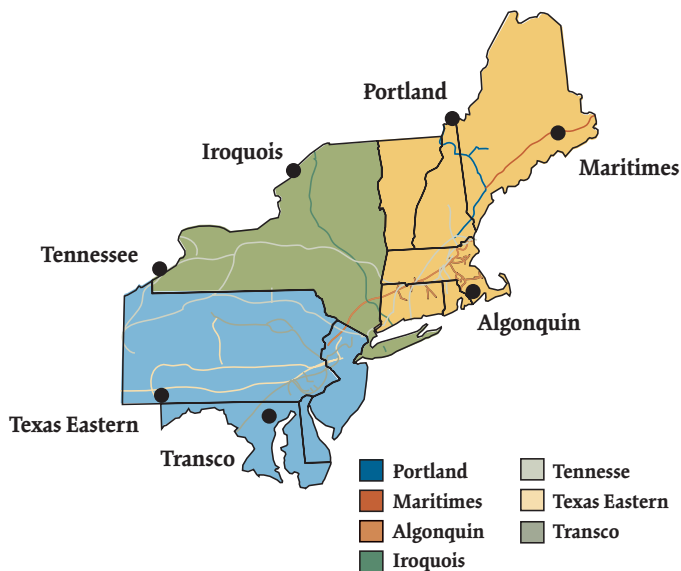 Portland
Iroquois
Maritimes
Tennessee
Algonquin
Texas Eastern
Transco
Portland
Maritimes
Algonquin
Iroquois
Tennesse
Texas Eastern
Transco